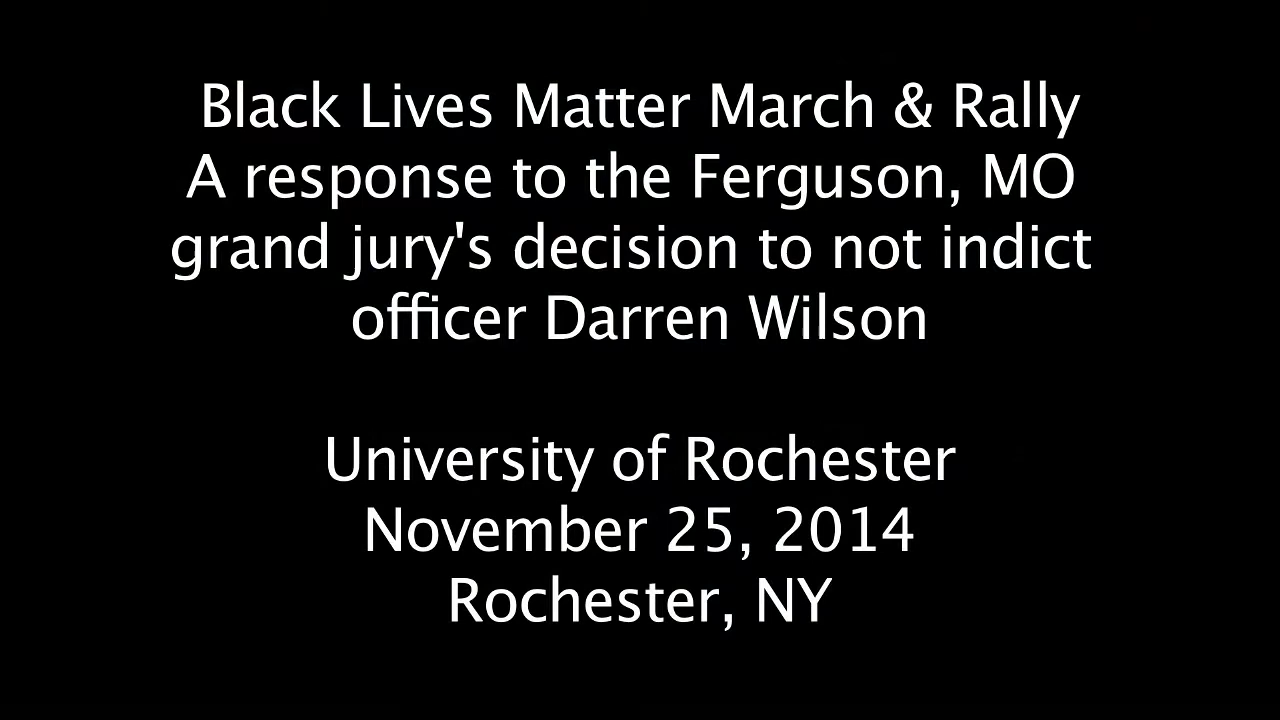 Black Lives Matter March & Rally
A response to the Ferguson, MO
grand jury's decision to not indict
officer Darren Wilson
University of Rochester
November 25, 2014
Rochester, NY